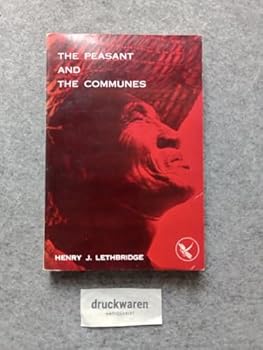 THE PEASANT
AND
THE COMMUNES
HENRY J. LETHBRIDGE
druckwaren
ANTIQUARIAT